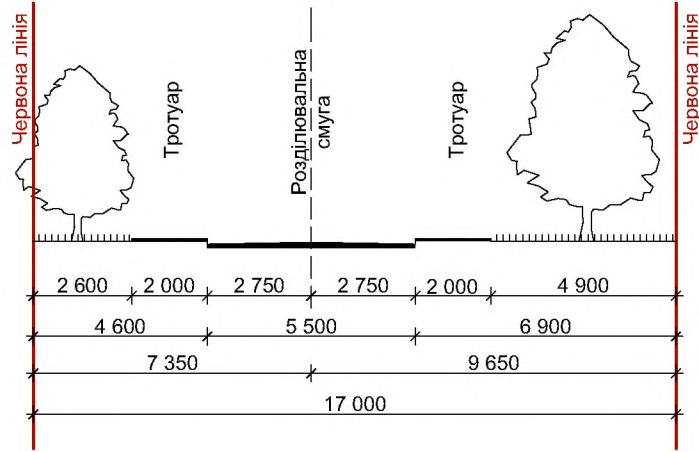 Червона лінія
Тротуар
Розділювальна
смуга
Тротуар
Червона лінія
2 600
2 000
2 750
2 750
2 000
4 900
4 600
5 500
6 900
7 350
9 650
17 000